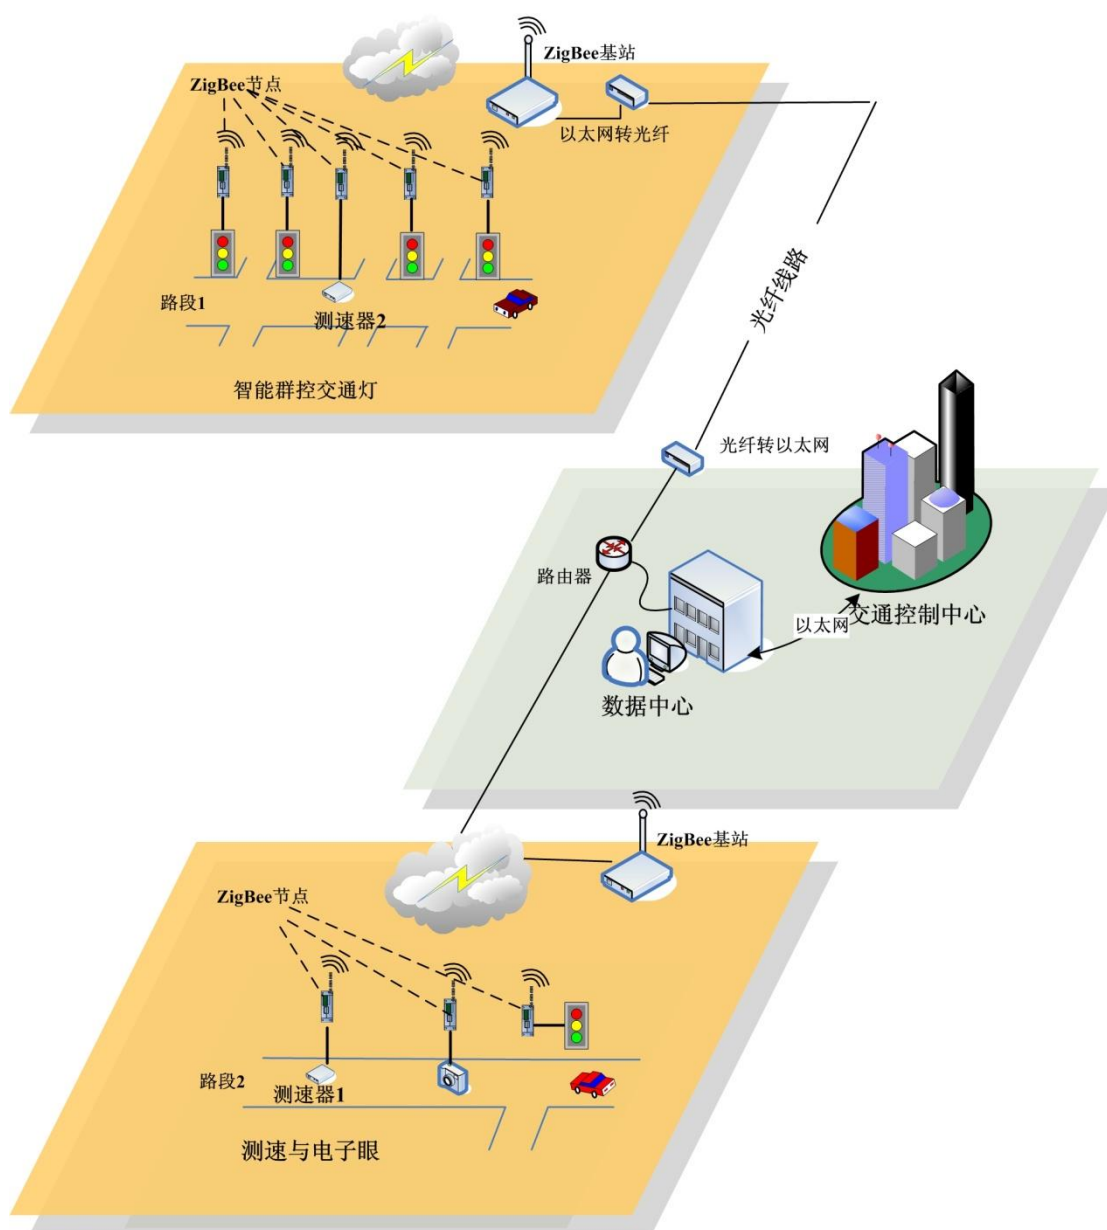 ZigBee基站
ZigBee节点
以太网转光纤
路段1
测速器2
智能群控交通灯
光纤线路
光纤转以太网
路由器
交通控制中心
以太网
数据中心
ZigBee基站
ZigBee节点
路段2
测速器1
测速与电子眼